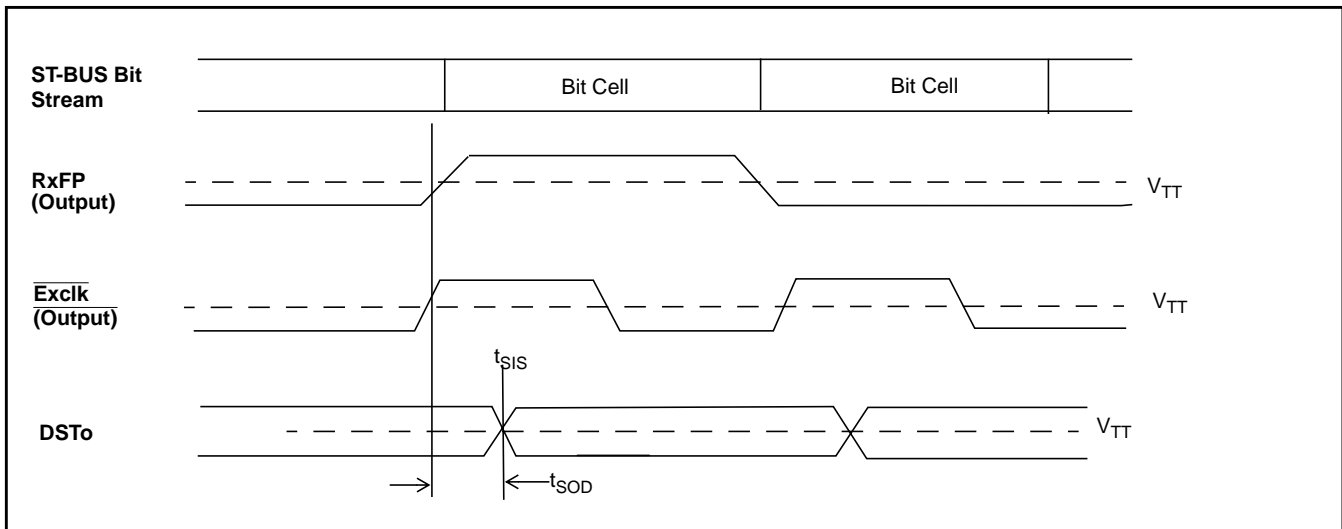 ST-BUS Bit
Stream
Bit Cell
Bit Cell
RxFP
(Output)
VTT
Exclk
(Output)
VTT
tSIS
DSTo
VTT
tSOD